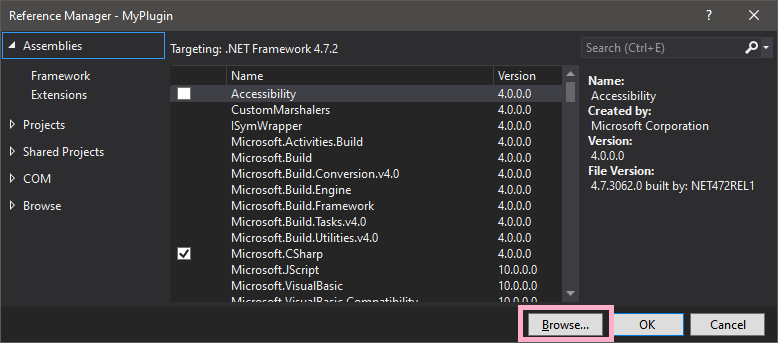 Reference Manager - MyPlugin
Assemblies
Framework
Extensions
Projects
Shared Projects
COM
Browse
Targeting: .NET Framework 4.7.2
Name Version
Accessibility 4.0.0.0
CustomMarshalers 4.0.0.0
ISymWrapper 4.0.0.0
Microsoft.Activities.Build 4.0.0.0
Microsoft.Build 4.0.0.0
Microsoft.Build.Conversion.v4.0 4.0.0.0
Microsoft.Build.Engine 4.0.0.0
Microsoft.Build.Framework 4.0.0.0
Microsoft.Build.Tasks.v4.0 4.0.0.0
Microsoft.Build.Utilities.v4.0 4.0.0.0
Microsoft.CSharp 4.0.0.0
Microsoft.JScript 10.0.0.0
Microsoft.VisualBasic 10.0.0.0
Microsoft.VisualBasic.Compatibility 10.0.0.0
Search (Ctrl+E)
Name:
Accessibility
Created by:
Microsoft Corporation
Version:
4.0.0.0
File Version:
4.7.3062.0 built by: NET472REL1
Browse...
OK
Cancel